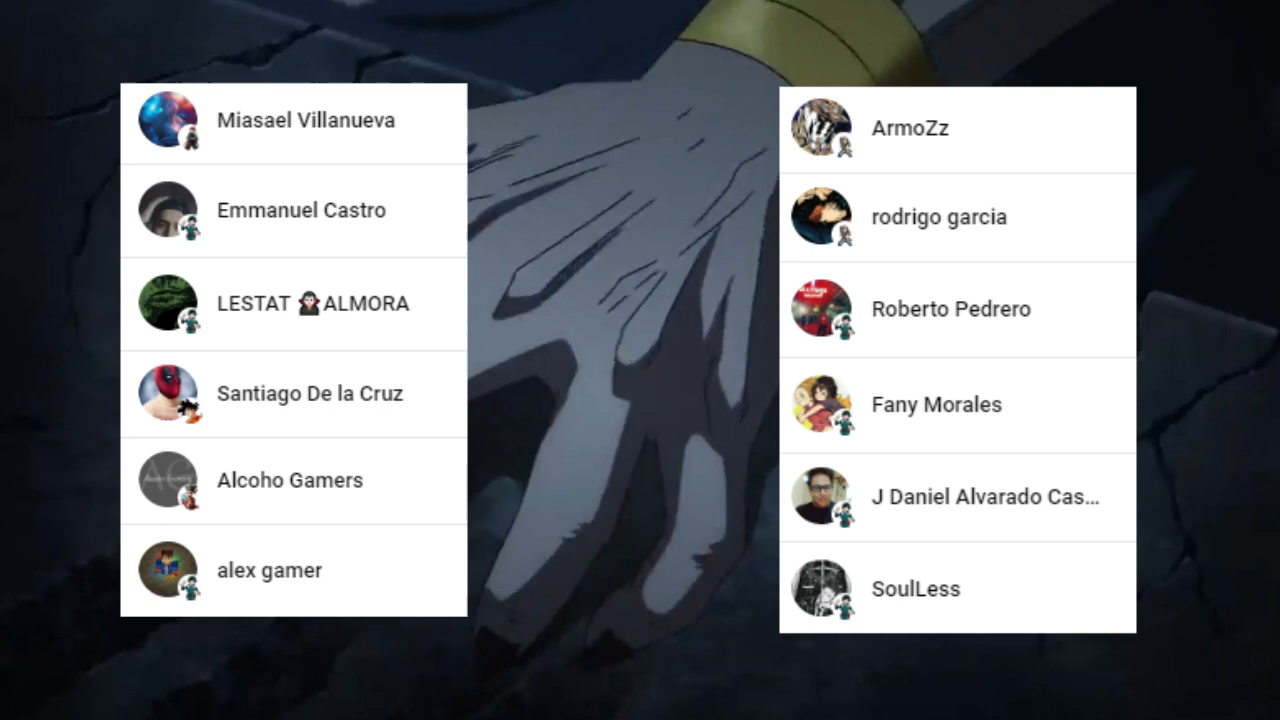 Miasael Villanueva
Emmanuel Castro
LESTAT 🧛🏻‍♂️ALMORA
Santiago De la Cruz
Alcoho Gamers
alex gamer
ArmoZz
rodrigo garcia
Roberto Pedrero
Fany Morales
J Daniel Alvarado Cas...
SoulLess